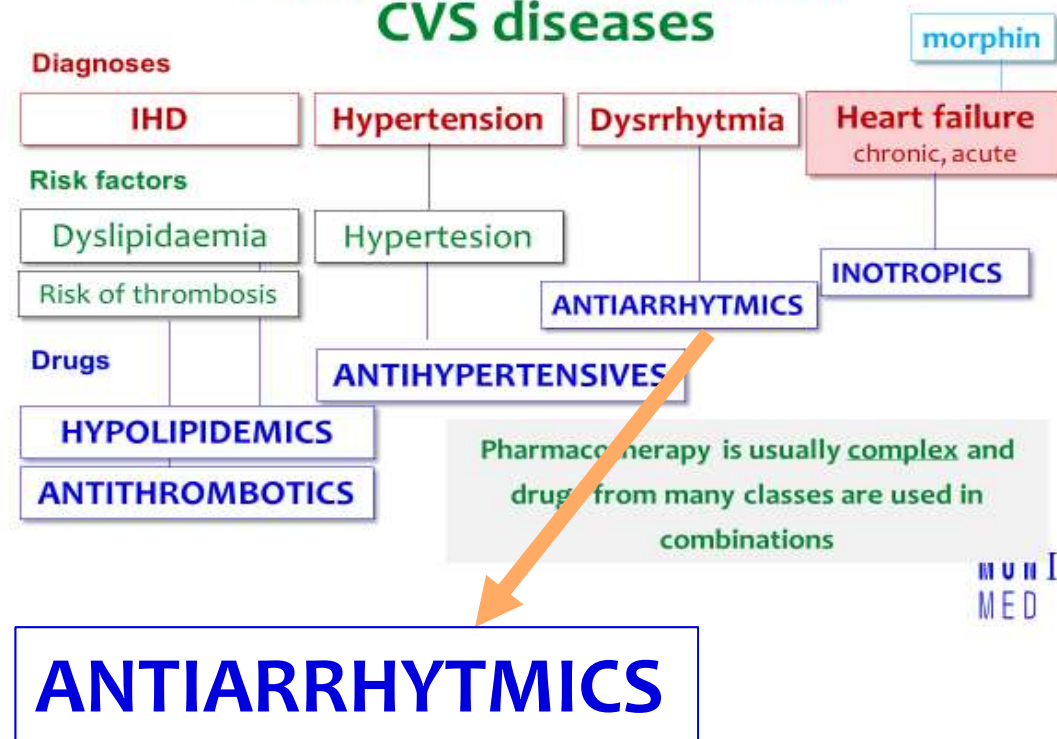 CVS diseases
morphin
Diagnoses
IHD
Hypertension
Dysrrhytmia
Heart failure
chronic, acute
Risk factors
Dyslipidaemia
Hypertesion
Risk of thrombosis
INOTROPICS
ANTIARRHYTMICS
Drugs
ANTIHYPERTENSIVES
HYPOLIPIDEMICS
ANTITHROMBOTICS
Pharmacotherapy is usually complex and
drugs from many classes are used in
combinations
MUNI
MED
ANTIARRHYTMICS